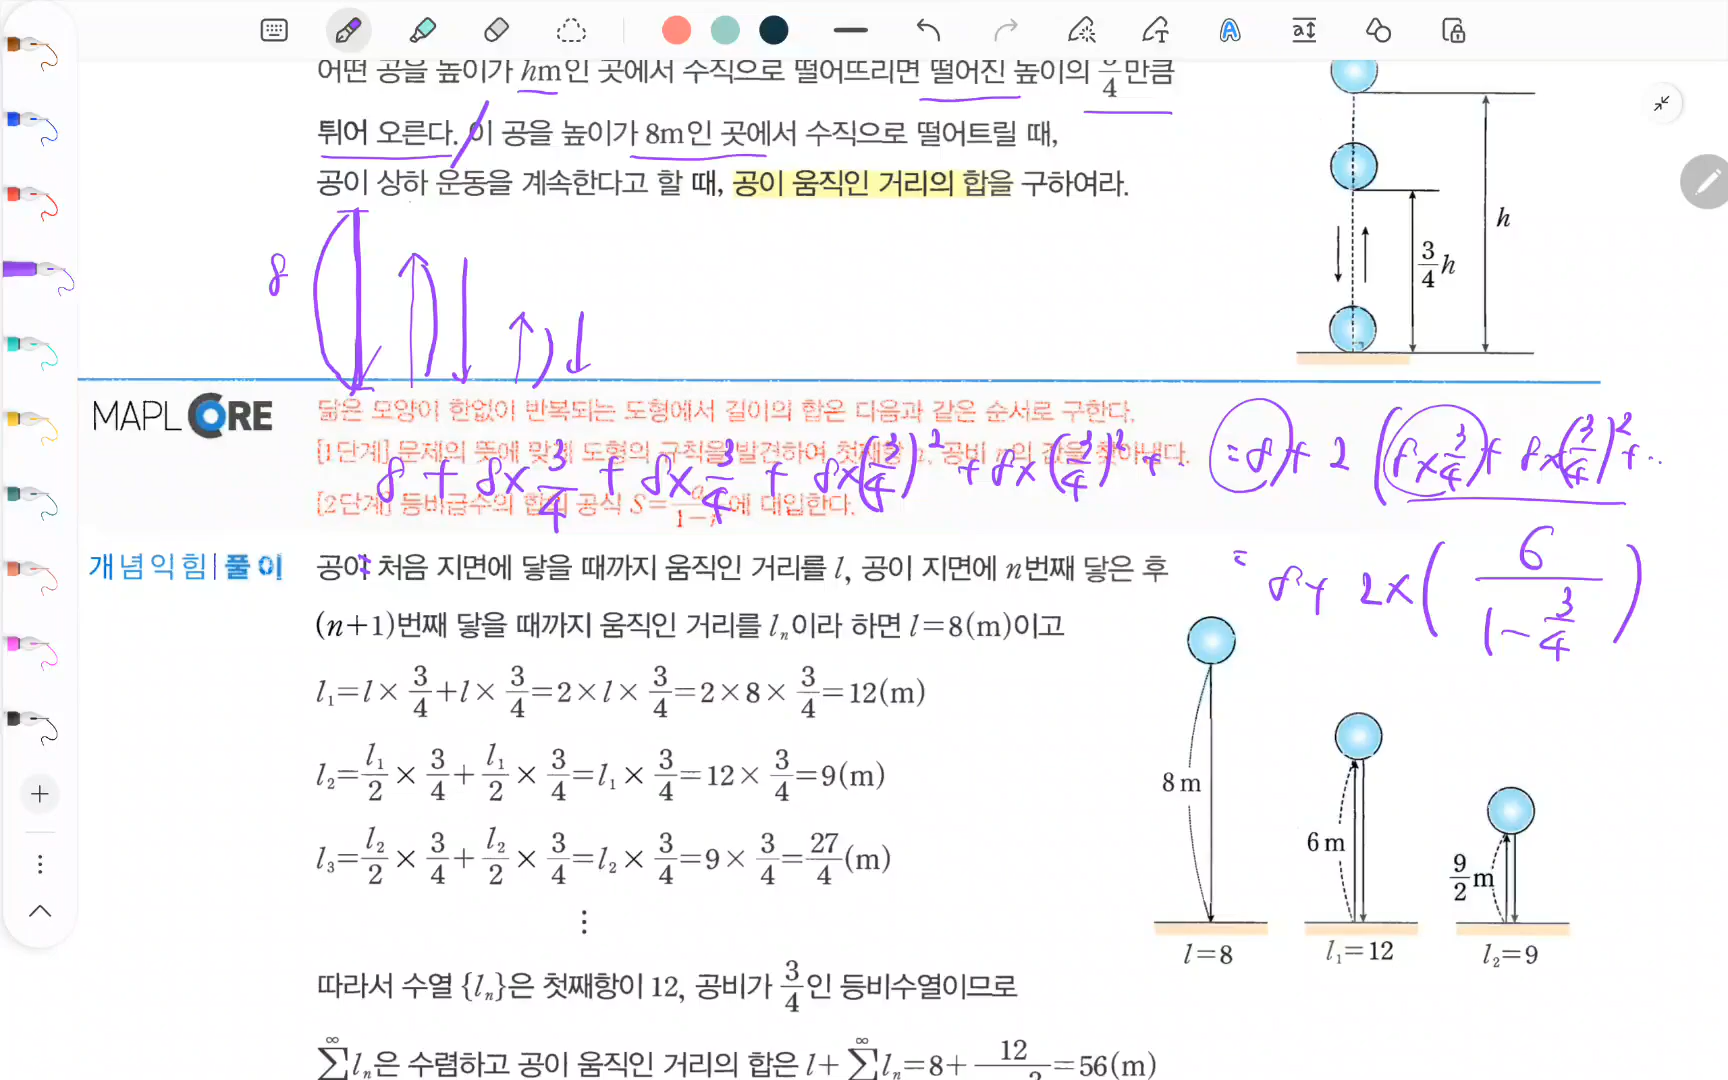 어떤 공을 높이가 hm인 곳에서 수직으로 떨어뜨리면 떨어진 높이의 3/4만큼
튀어 오른다. 이 공을 높이가 8m인 곳에서 수직으로 떨어트릴 때,
공이 상하 운동을 계속한다고 할 때, 공이 움직인 거리의 합을 구하여라.
h
3/4 h
8
MAPL CORE
닮은 모양이 한없이 반복되는 도형에서 길이의 합은 다음과 같은 순서로 구한다.
[1단계] 문제의 뜻에 맞게 도형의 규칙을 발견하여 첫째항 a, 공비 r의 값을 찾아낸다.
8 + 8×3/4 + 8×3/4 + 8×(3/4)² + 8×(3/4)² + ··
= 8 + 2 (8×3/4 + 8×(3/4)² + ··
[2단계] 등비급수의 합의 공식 S=a/1-r에 대입한다.
= 8+ 2×( 6 / 1-3/4 )
개념익힘|풀이
공이 처음 지면에 닿을 때까지 움직인 거리를 l, 공이 지면에 n번째 닿은 후
(n+1)번째 닿을 때까지 움직인 거리를 lₙ이라 하면 l=8(m)이고
l₁=l× 3/4 +l× 3/4 =2×l× 3/4 =2×8× 3/4 =12(m)
l₂= l₁/2 × 3/4 + l₁/2 × 3/4 =l₁× 3/4 =12× 3/4 =9(m)
l₃= l₂/2 × 3/4 + l₂/2 × 3/4 =l₂× 3/4 =9× 3/4 = 27/4 (m)
⋮
8 m
6 m
9/2 m
l=8
l₁=12
l₂=9
따라서 수열 {lₙ}은 첫째항이 12, 공비가 3/4인 등비수열이므로
∞
∑lₙ은 수렴하고 공이 움직인 거리의 합은 l+ ∞∑lₙ=8+ 12 =56(m)